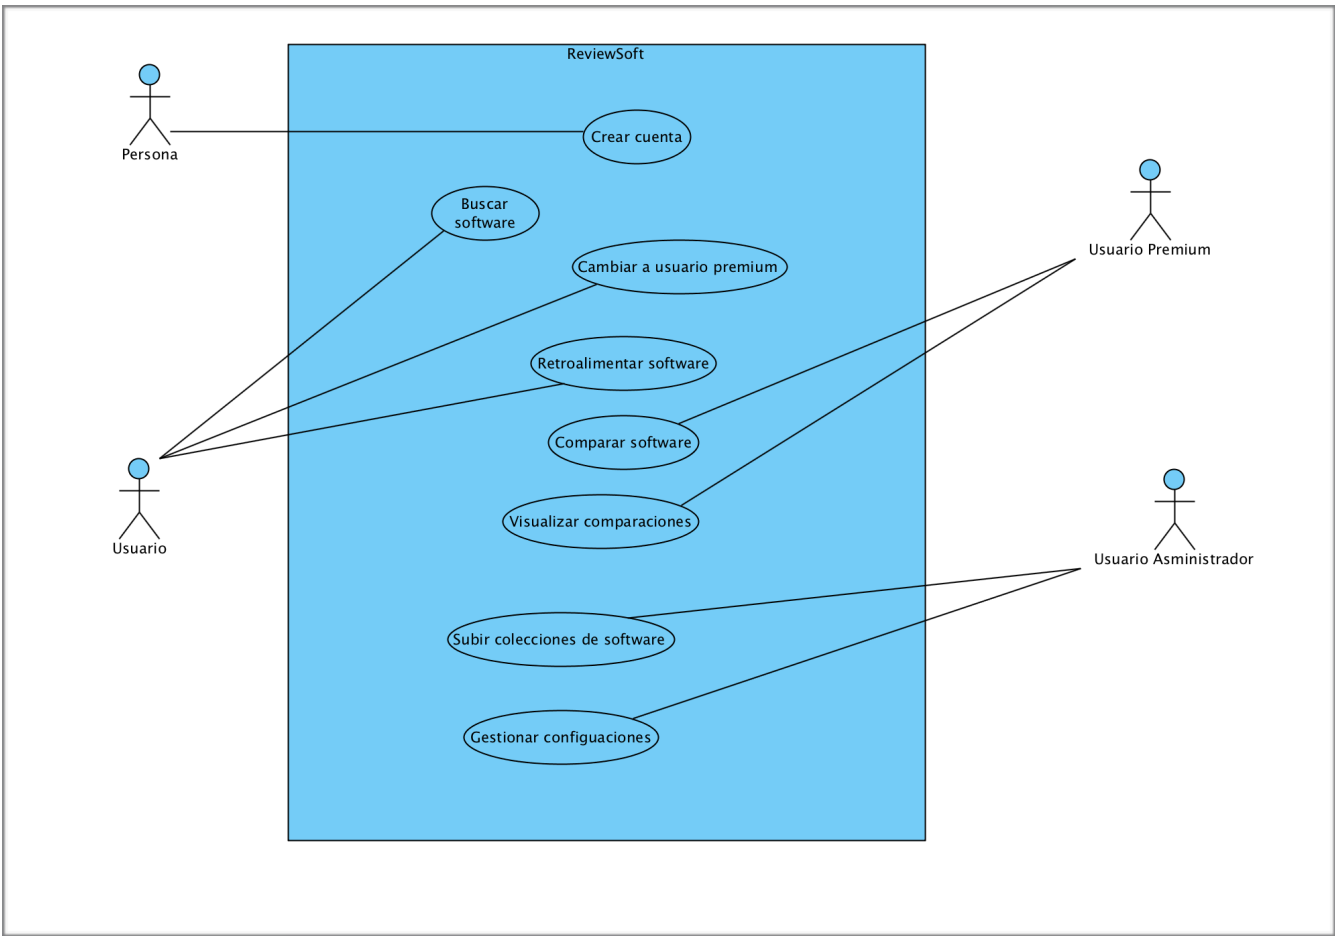 ReviewSoft
Persona
Crear cuenta
Buscar
software
Cambiar a usuario premium
Usuario Premium
Retroalimentar software
Comparar software
Usuario
Visualizar comparaciones
Usuario Asministrador
Subir colecciones de software
Gestionar configuaciones